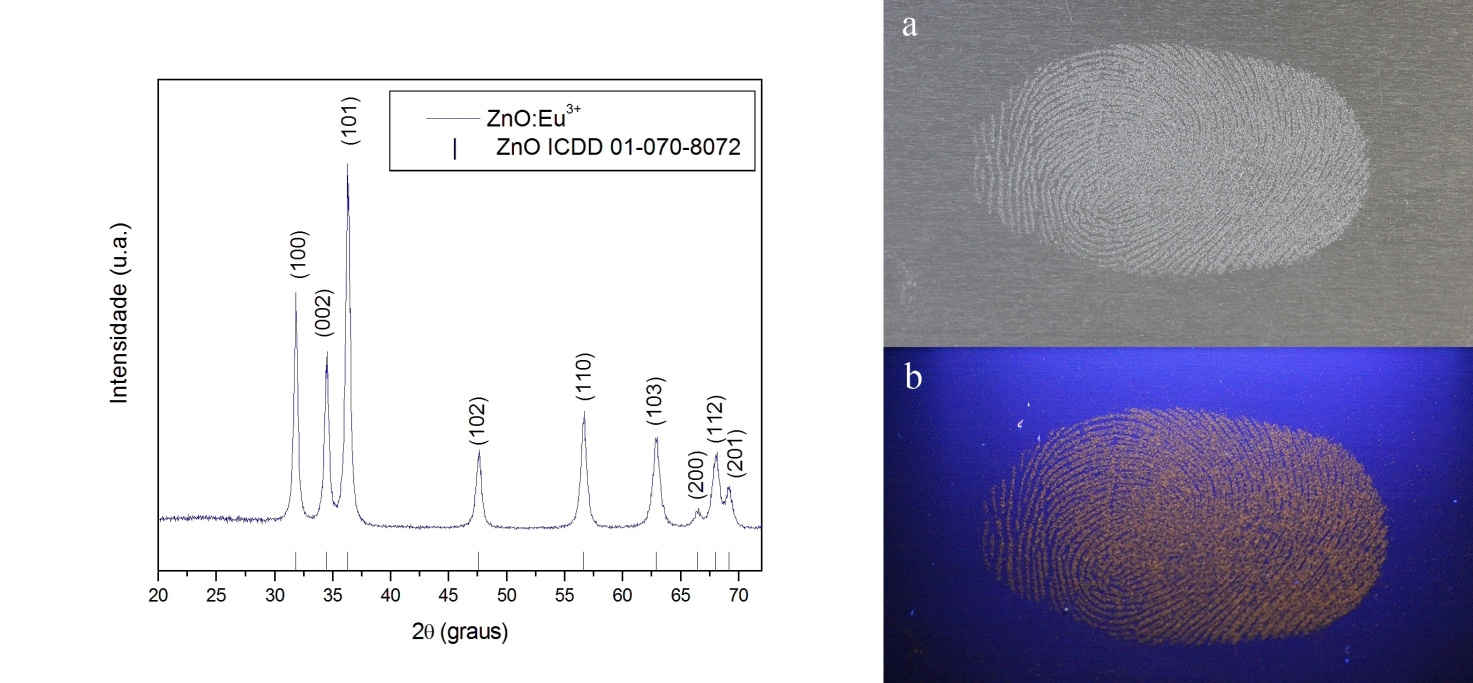 ZnO:Eu³⁺
ZnO ICDD 01-070-8072
(100)
(002)
(101)
(102)
(110)
(103)
(200)
(112)
(201)
Intensidade (u.a.)
20 25 30 35 40 45 50 55 60 65 70
2θ (graus)
a
b